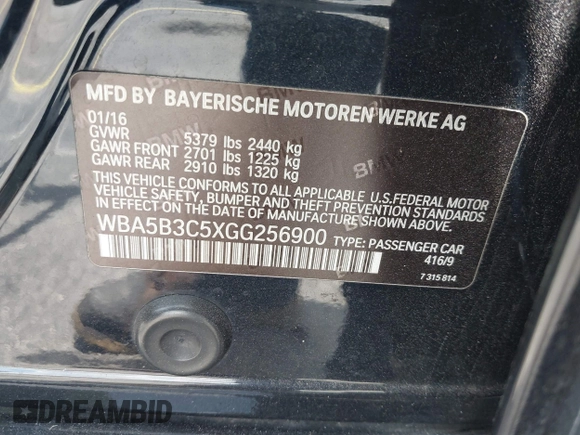 MFD BY BAYERISCHE MOTOREN WERKE AG
01/16
GVWR 5379 lbs 2440 kg
GAWR FRONT 2701 lbs 1225 kg
GAWR REAR 2910 lbs 1320 kg
THIS VEHICLE CONFORMS TO ALL APPLICABLE U.S.FEDERAL MOTOR
VEHICLE SAFETY, BUMPER, AND THEFT PREVENTION STANDARDS
IN EFFECT ON THE DATE OF MANUFACTURE SHOWN ABOVE.
WBA5B3C5XGG256900 TYPE: PASSENGER CAR
416/9
7 315 814
DREAMBID